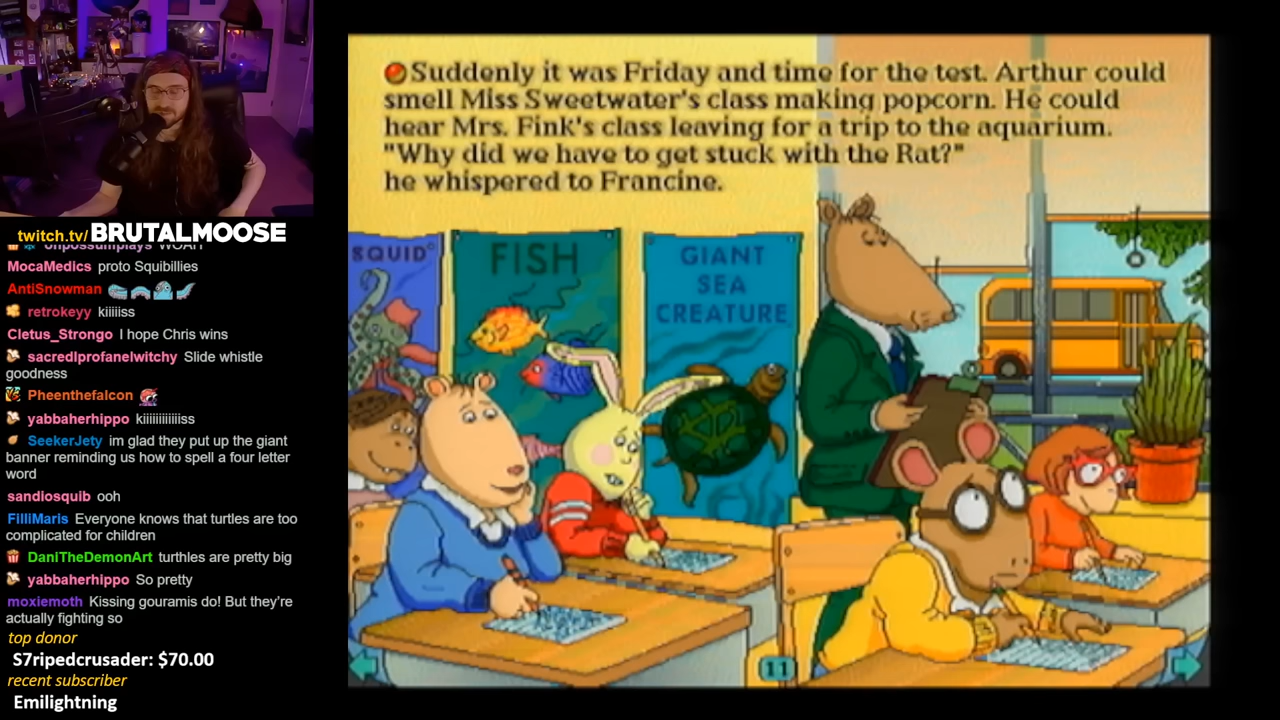 twitch.tv/BRUTALMOOSE
MocaMedics proto Squibillies
AntiSnowman
retrokeyy kiiiiiss
Cletus_Strongo I hope Chris wins
sacredlprofanelwitchy Slide whistle
goodness
Pheenthefalcon
yabbaherhippo kiiiiiiiiiiiiss
SeekerJety im glad they put up the giant
banner reminding us how to spell a four letter
word
sandiosquib ooh
FilliMaris Everyone knows that turtles are too
complicated for children
DaniTheDemonArt turthles are pretty big
yabbaherhippo So pretty
moxiemoth Kissing gouramis do! But they're
actually fighting so
top donor
S7ripedcrusader: $70.00
recent subscriber
Emilightning
Suddenly it was Friday and time for the test. Arthur could
smell Miss Sweetwater's class making popcorn. He could
hear Mrs. Fink's class leaving for a trip to the aquarium.
"Why did we have to get stuck with the Rat?"
he whispered to Francine.
SQUID
FISH
GIANT
SEA
CREATURE
11